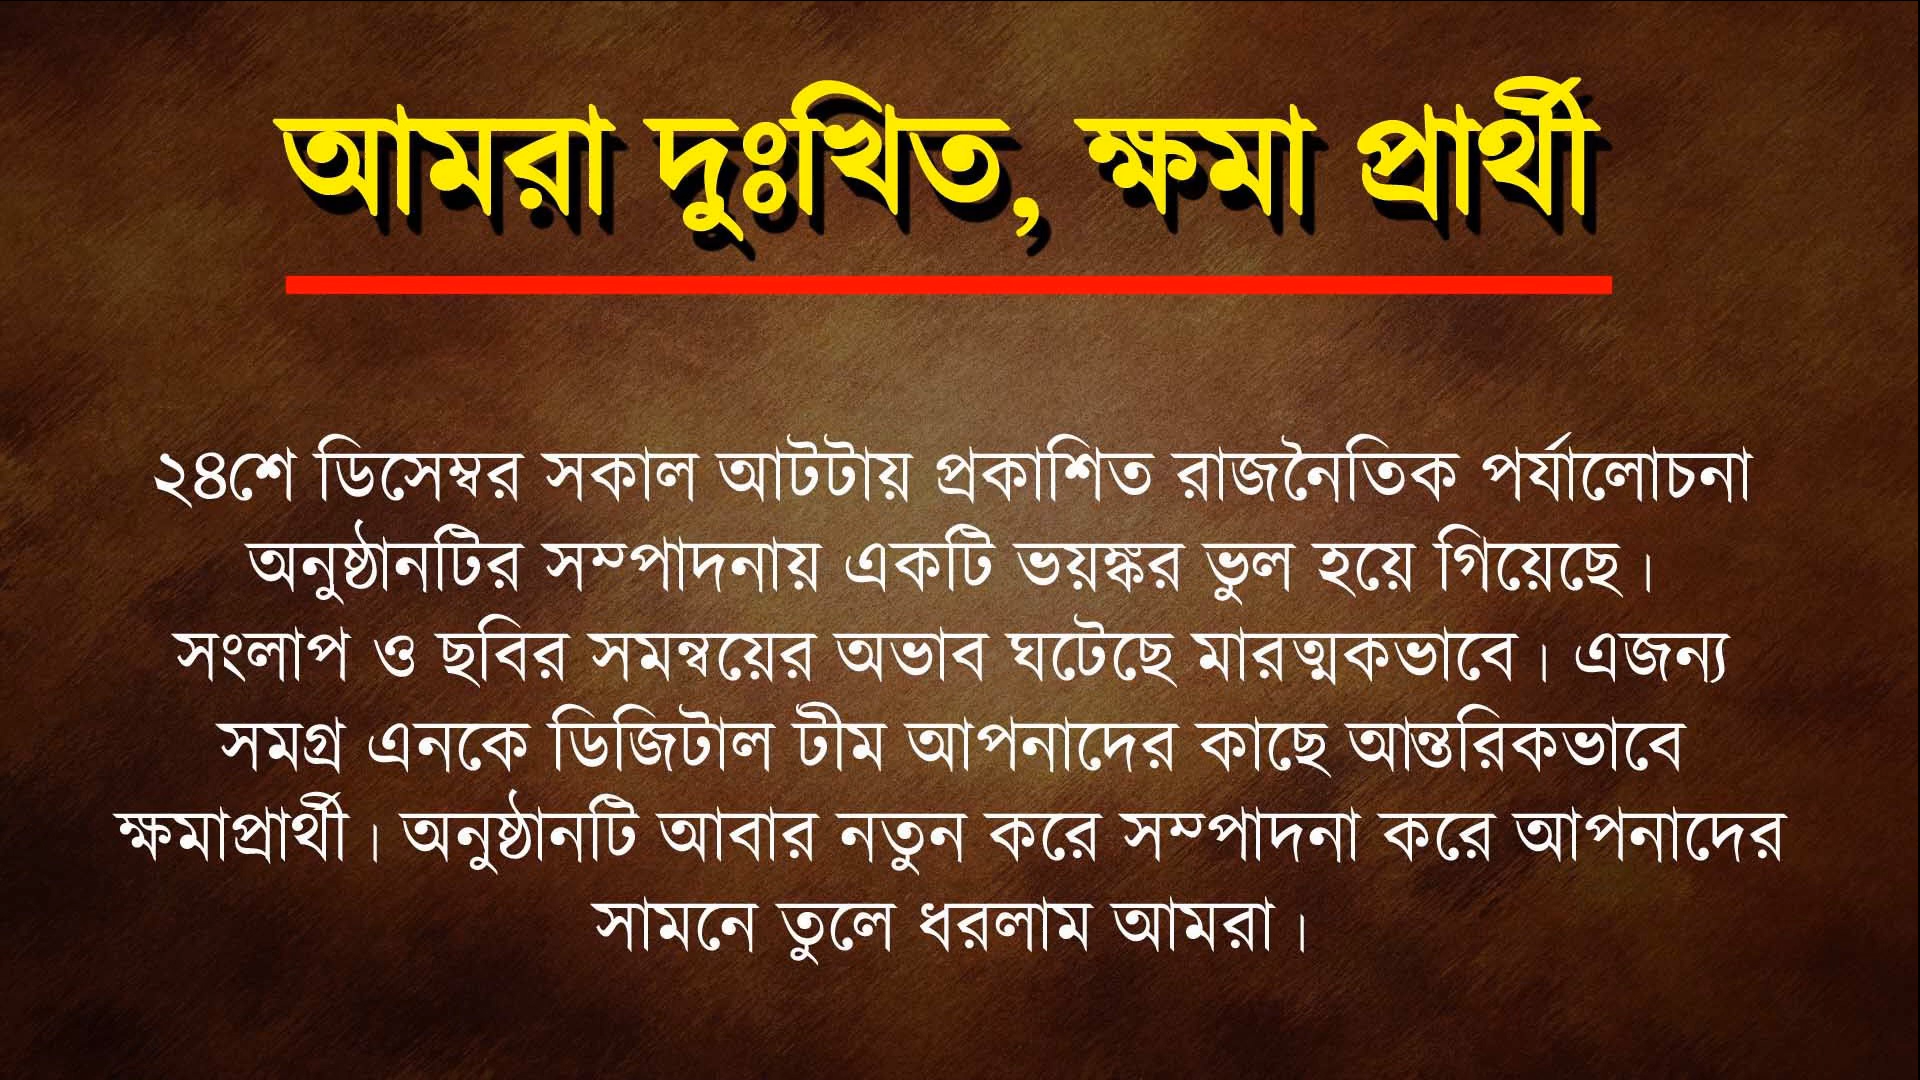 আমরা দুঃখিত, ক্ষমা প্রার্থী
২৪শে ডিসেম্বর সকাল আটটায় প্রকাশিত রাজনৈতিক পর্যালোচনা
অনুষ্ঠানটির সম্পাদনায় একটি ভয়ঙ্কর ভুল হয়ে গিয়েছে।
সংলাপ ও ছবির সমন্বয়ের অভাব ঘটেছে মারত্মকভাবে। এজন্য
সমগ্র এনকে ডিজিটাল টীম আপনাদের কাছে আন্তরিকভাবে
ক্ষমাপ্রার্থী। অনুষ্ঠানটি আবার নতুন করে সম্পাদনা করে আপনাদের
সামনে তুলে ধরলাম আমরা।